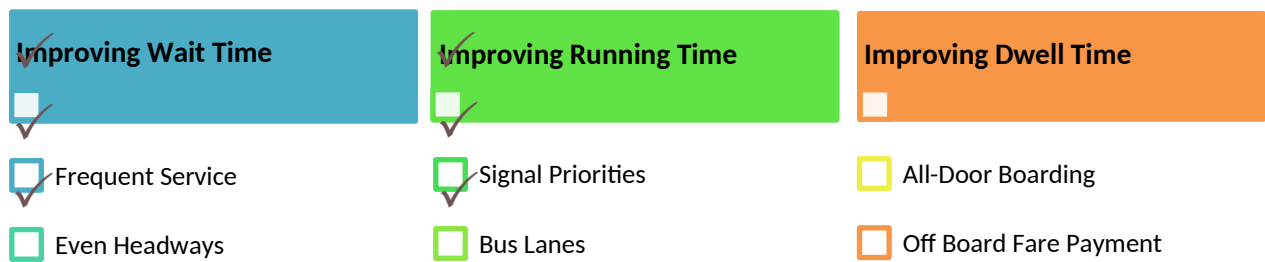 Improving Wait Time
Frequent Service
Even Headways
Improving Running Time
Signal Priorities
Bus Lanes
Improving Dwell Time
All-Door Boarding
Off Board Fare Payment